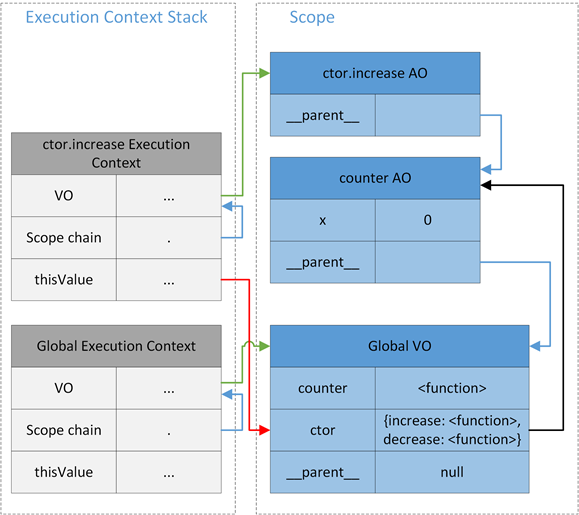 Execution Context Stack
Scope
ctor.increase AO
__parent__
ctor.increase Execution
Context
VO ...
Scope chain .
thisValue ...
counter AO
x 0
__parent__
Global Execution Context
VO ...
Scope chain .
thisValue ...
Global VO
counter <function>
ctor {increase: <function>,
decrease: <function>}
__parent__ null